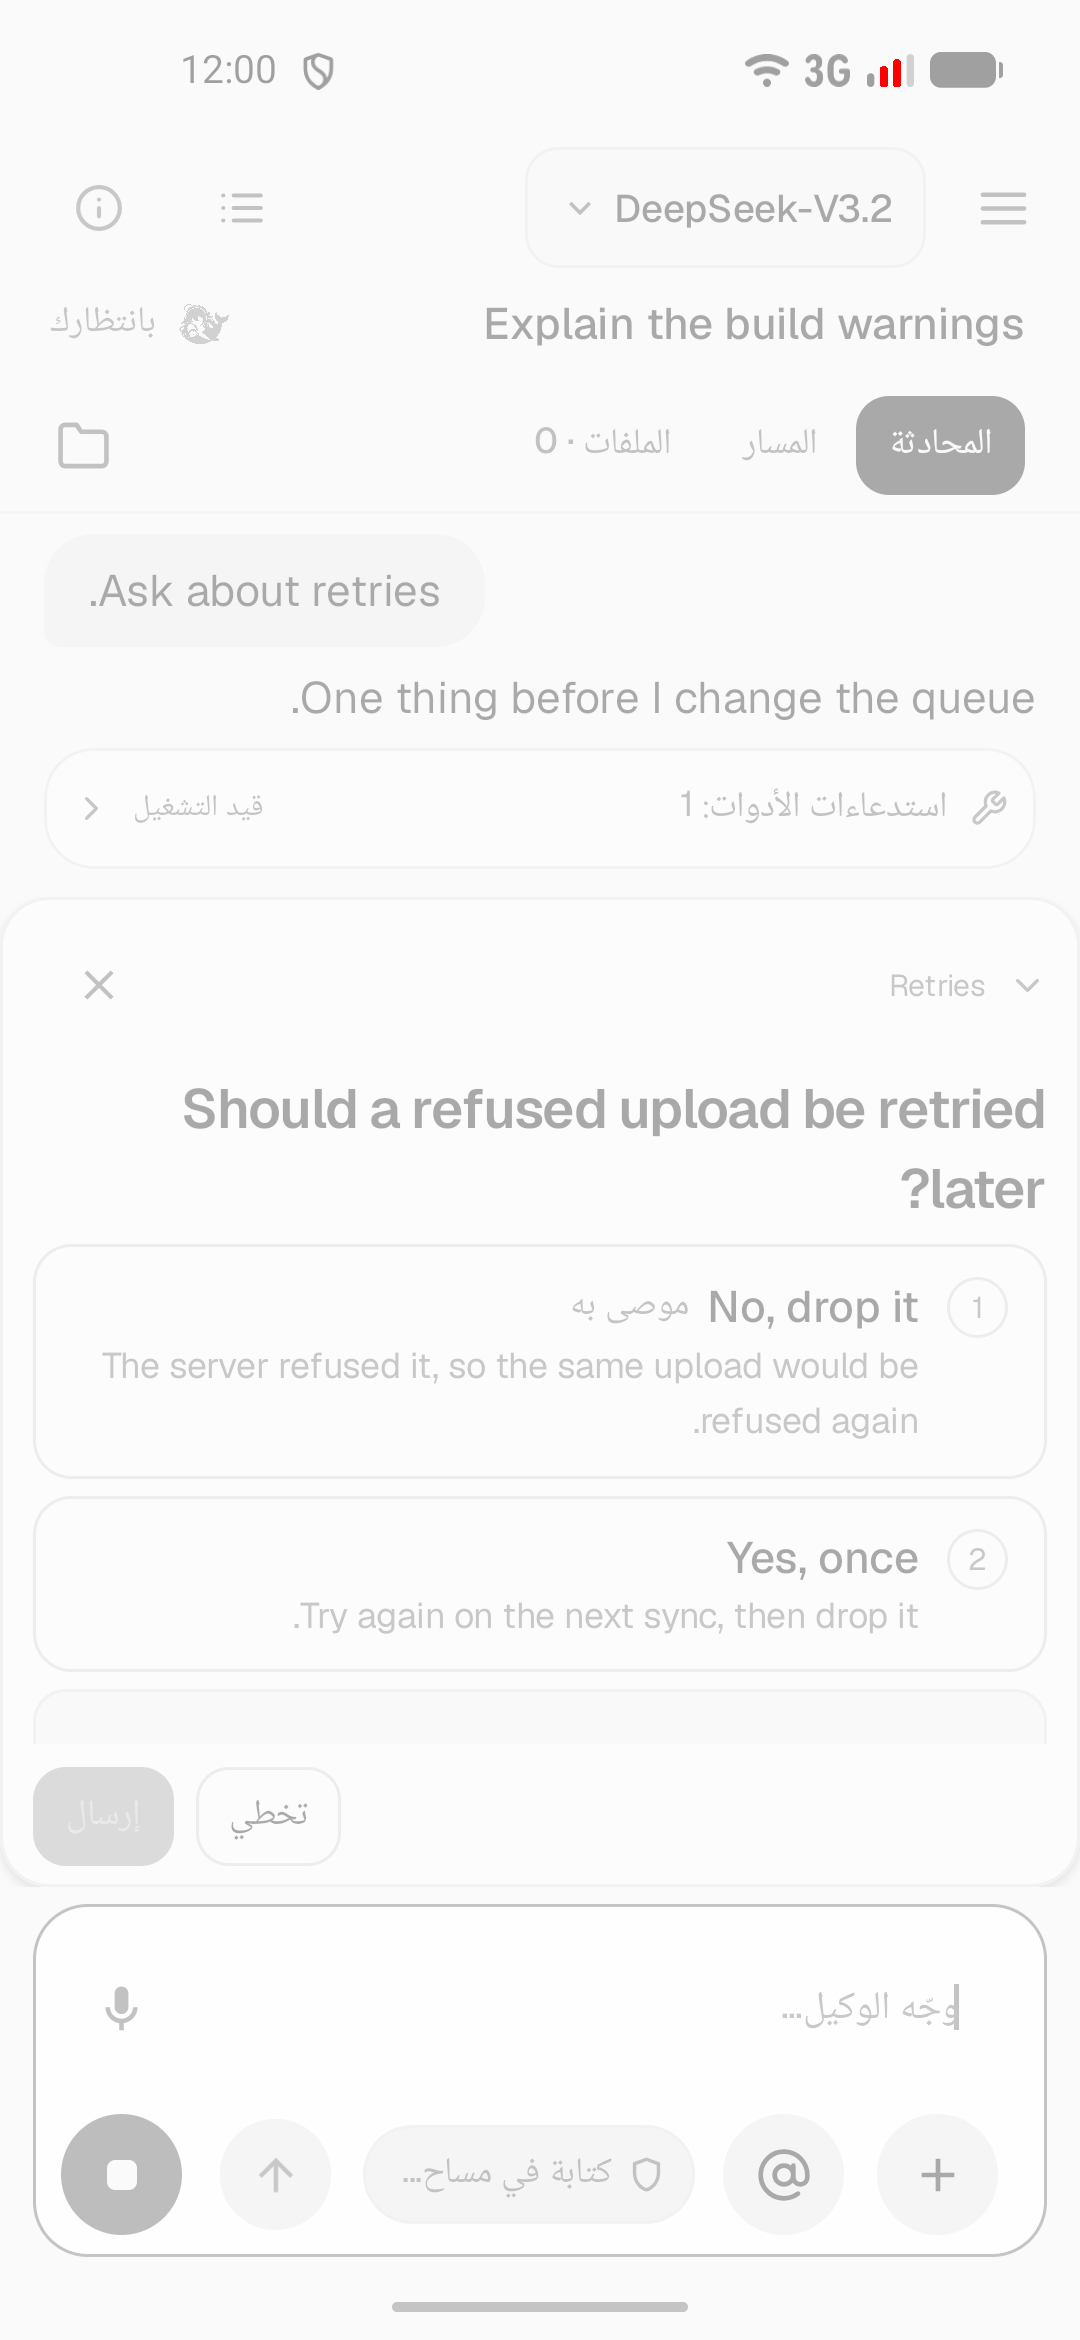 12:00
3G
DeepSeek-V3.2
Explain the build warnings
بانتظارك
المحادثة
المسار
الملفات · 0
Ask about retries.
One thing before I change the queue.
استدعاءات الأدوات: 1
قيد التشغيل
Retries
Should a refused upload be retried
later?
1
No, drop it موصى به
The server refused it, so the same upload would be
refused again.
2
Yes, once
Try again on the next sync, then drop it.
تخطي
إرسال
وجّه الوكيل...
كتابة في مساح...